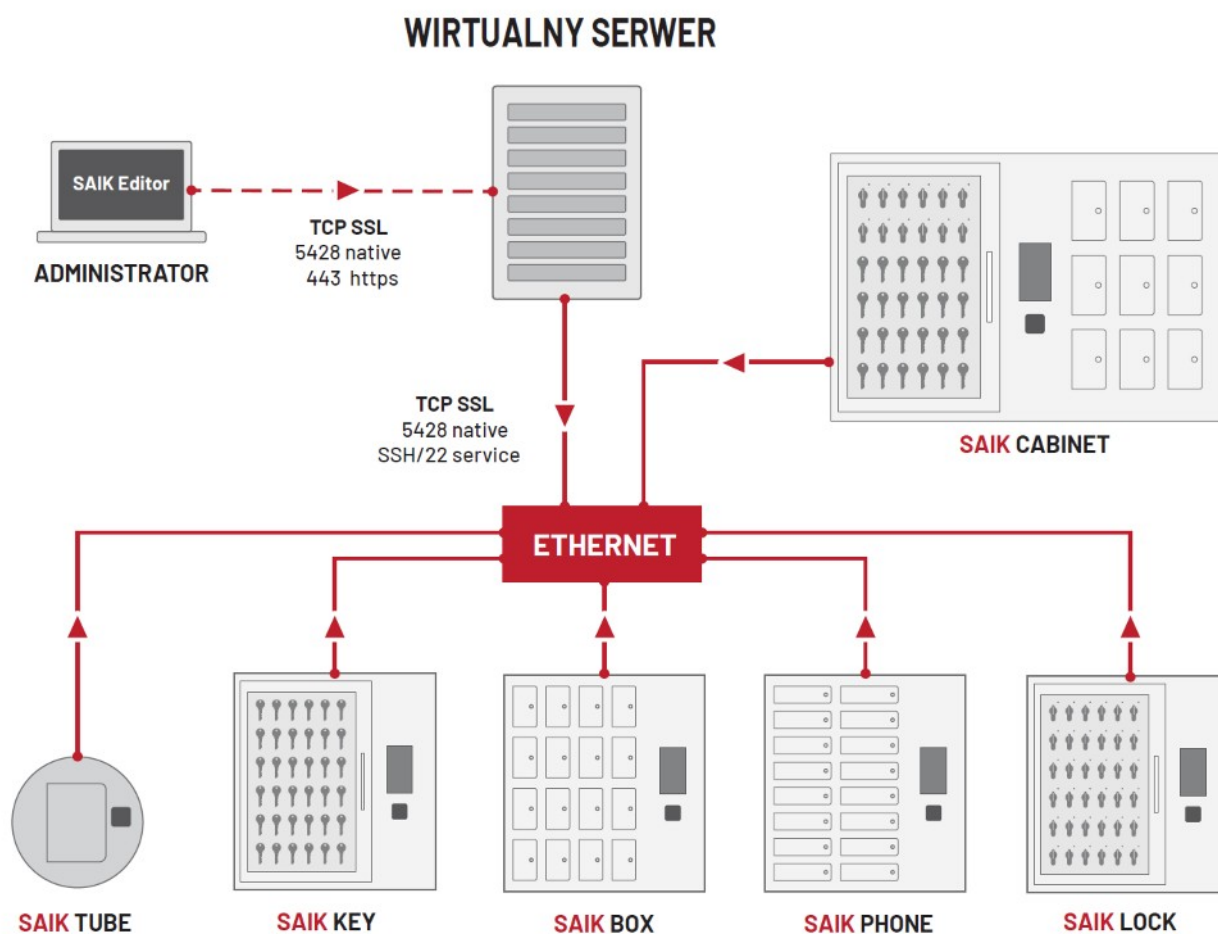 WIRTUALNY SERWER
SAIK Editor
ADMINISTRATOR
TCP SSL
5428 native
443 https
SAIK CABINET
TCP SSL
5428 native
SSH/22 service
ETHERNET
SAIK TUBE
SAIK KEY
SAIK BOX
SAIK PHONE
SAIK LOCK